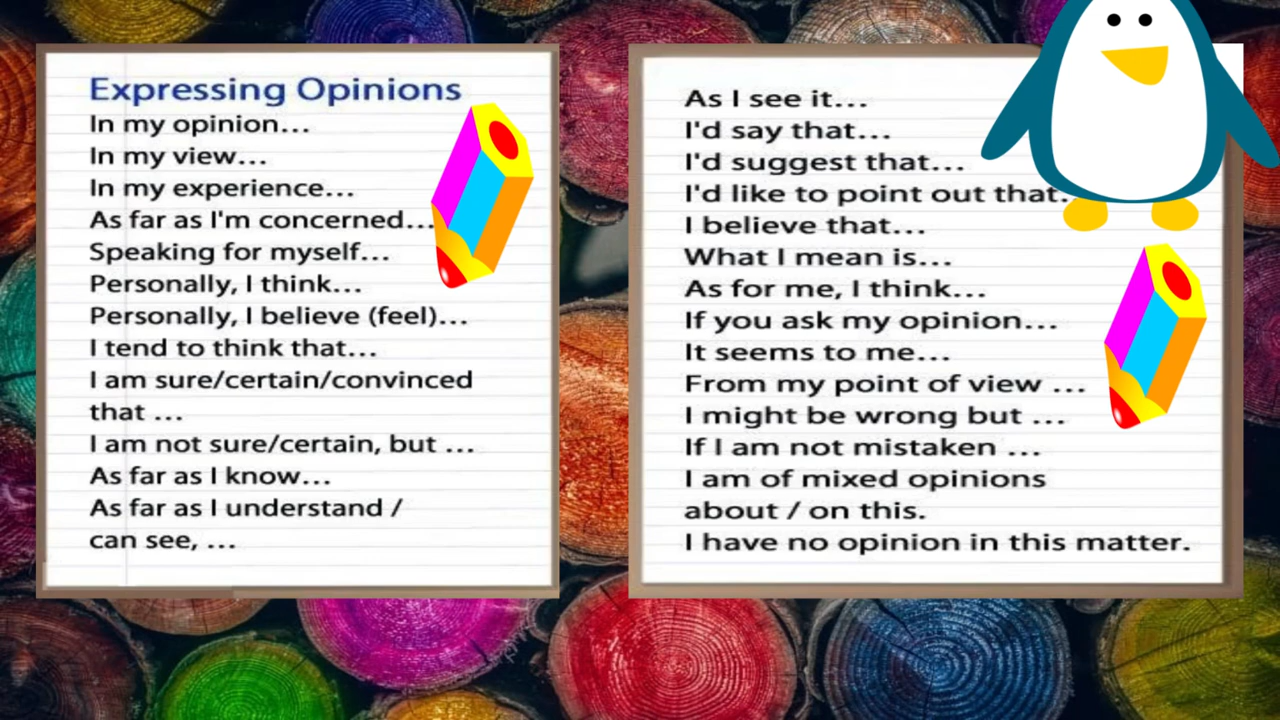 Expressing Opinions
In my opinion...
In my view...
In my experience...
As far as I'm concerned...
Speaking for myself...
Personally, I think...
Personally, I believe (feel)...
I tend to think that...
I am sure/certain/convinced
that ...
I am not sure/certain, but ...
As far as I know...
As far as I understand /
can see, ...
As I see it...
I'd say that...
I'd suggest that...
I'd like to point out that.
I believe that...
What I mean is...
As for me, I think...
If you ask my opinion...
It seems to me...
From my point of view ...
I might be wrong but ...
If I am not mistaken ...
I am of mixed opinions
about / on this.
I have no opinion in this matter.